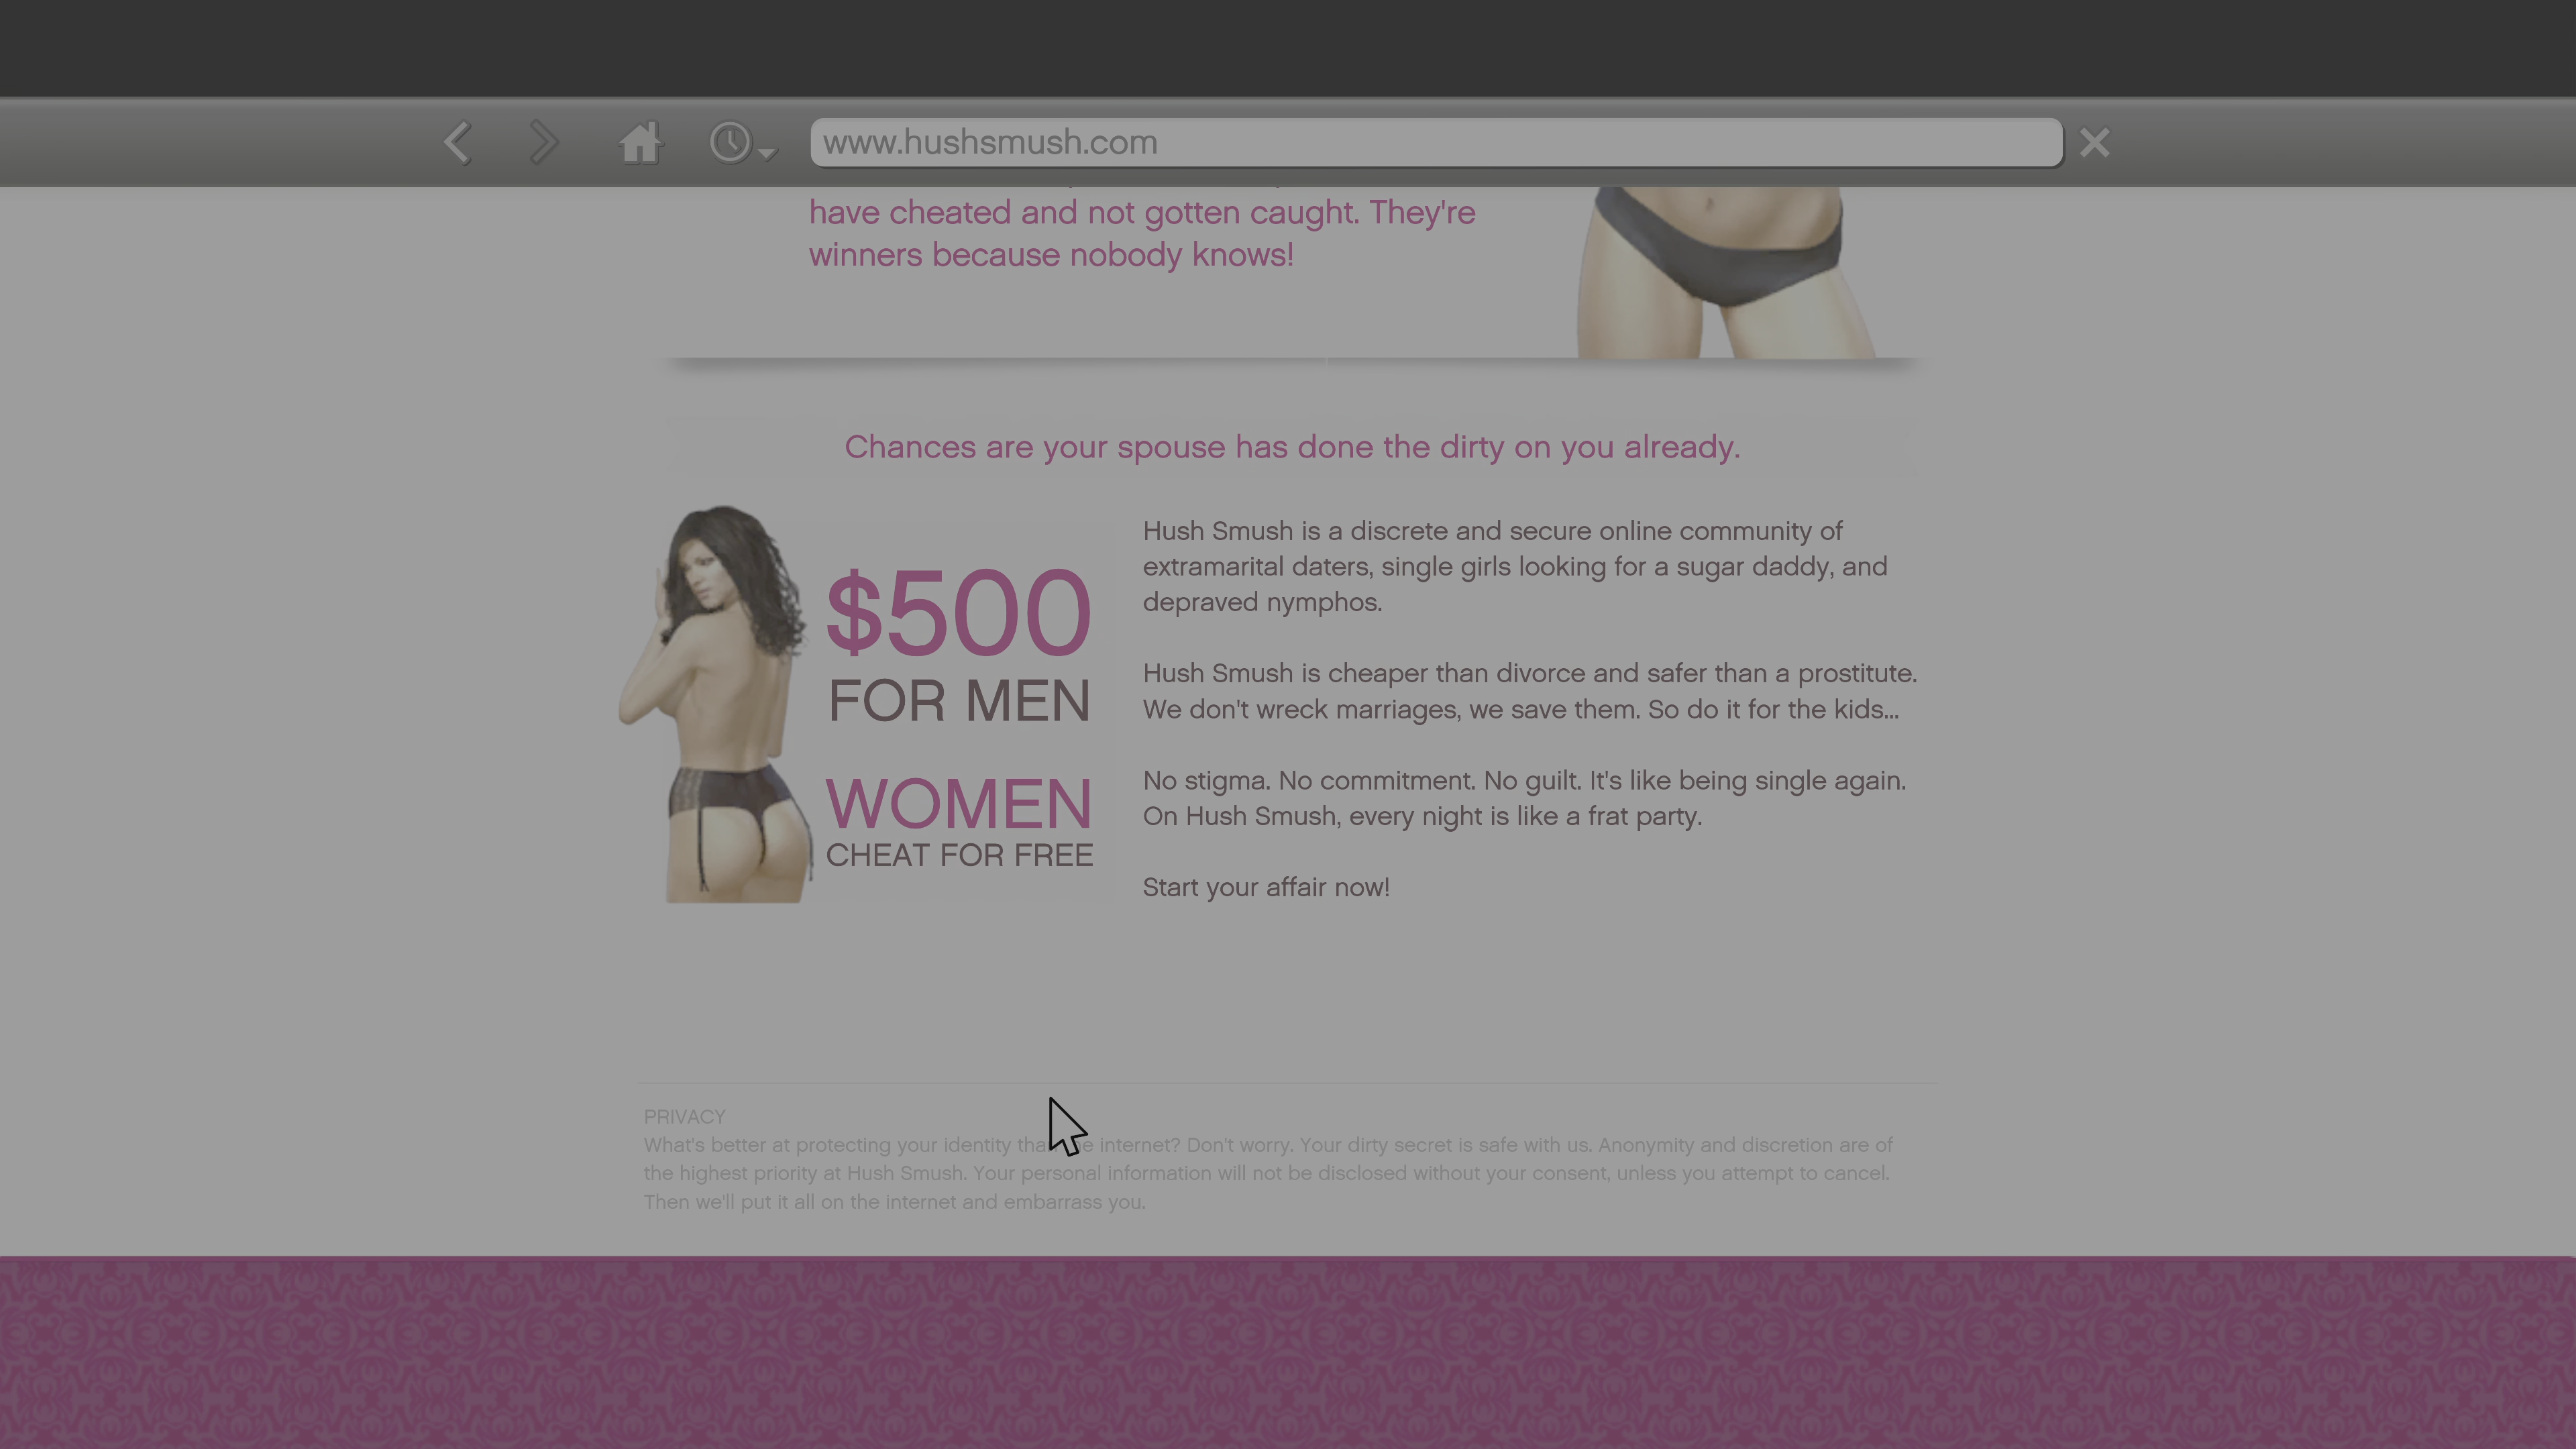 www.hushsmush.com
have cheated and not gotten caught. They're
winners because nobody knows!
Chances are your spouse has done the dirty on you already.
$500
FOR MEN
WOMEN
CHEAT FOR FREE
Hush Smush is a discrete and secure online community of
extramarital daters, single girls looking for a sugar daddy, and
depraved nymphos.
Hush Smush is cheaper than divorce and safer than a prostitute.
We don't wreck marriages, we save them. So do it for the kids...
No stigma. No commitment. No guilt. It's like being single again.
On Hush Smush, every night is like a frat party.
Start your affair now!
PRIVACY
What's better at protecting your identity than the internet? Don't worry. Your dirty secret is safe with us. Anonymity and discretion are of
the highest priority at Hush Smush. Your personal information will not be disclosed without your consent, unless you attempt to cancel.
Then we'll put it all on the internet and embarrass you.